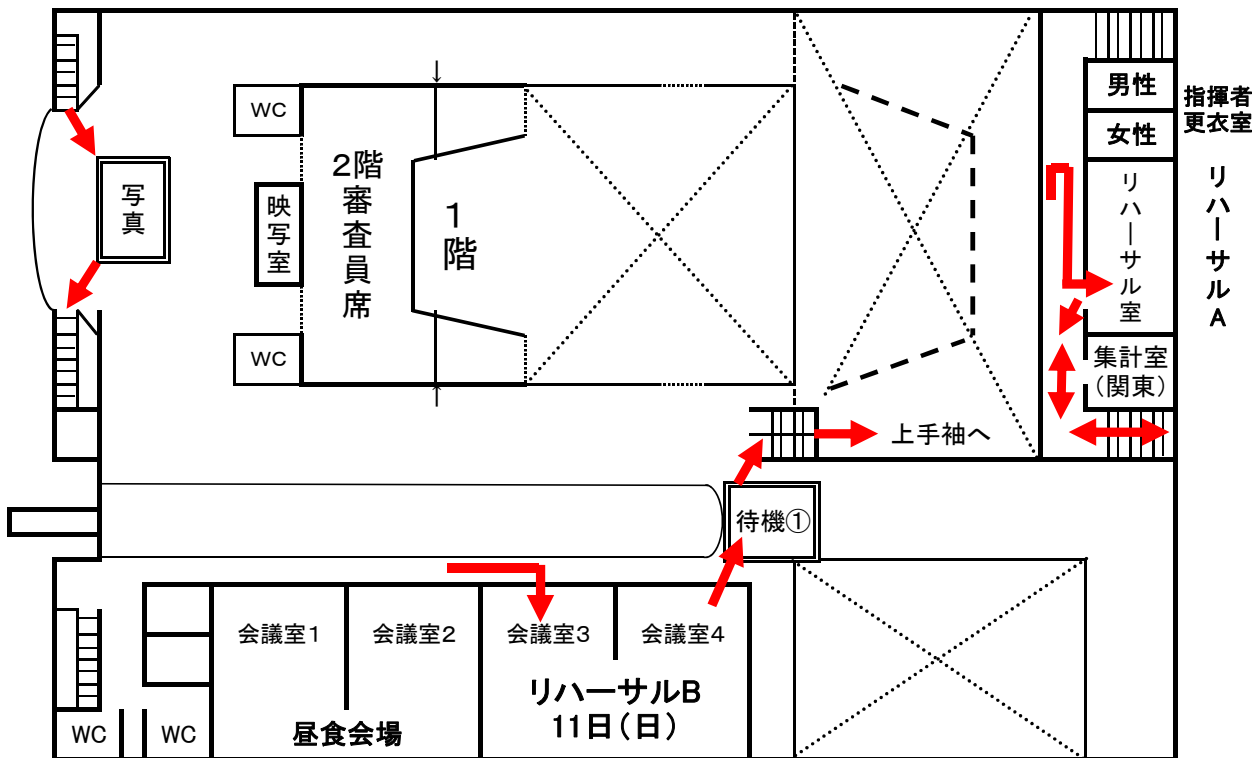 WC
2階審査員席
映写室
1階
WC
写真
男性
女性
指揮者
更衣室
リハーサル室
リハーサルA
集計室
(関東)
上手袖へ
待機①
会議室1
会議室2
会議室3
会議室4
リハーサルB
11日(日)
昼食会場
WC
WC